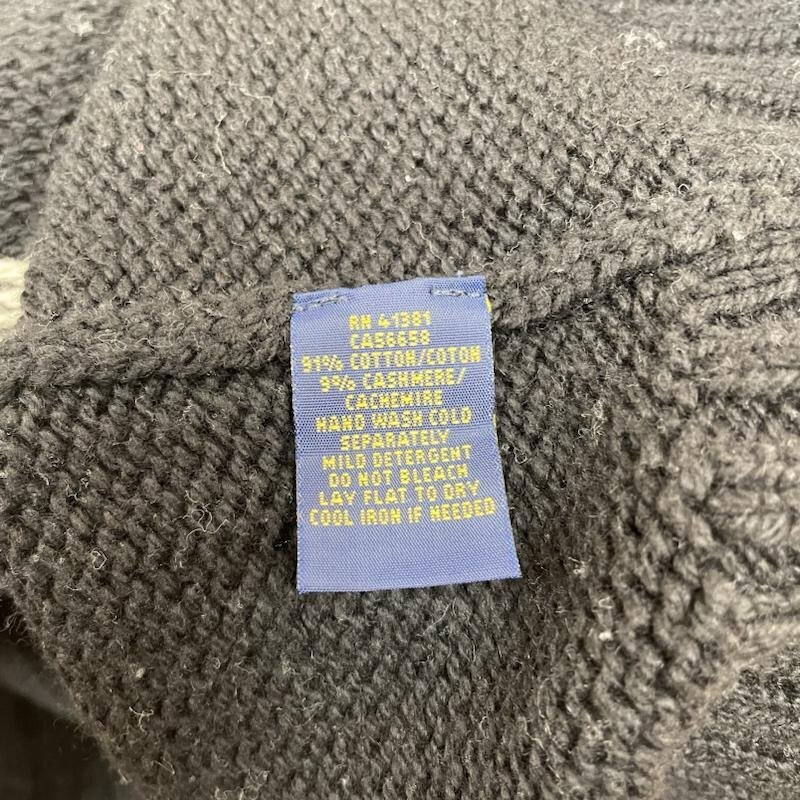 RN 41381
CA56658
91% COTTON/COTON
9% CASHMERE/
CACHEMIRE
HAND WASH COLD
SEPARATELY
MILD DETERGENT
DO NOT BLEACH
LAY FLAT TO DRY
COOL IRON IF NEEDED